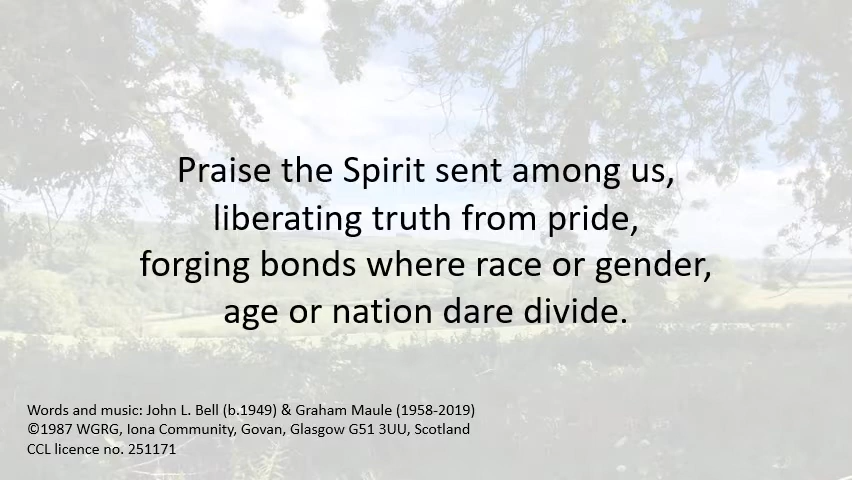 Praise the Spirit sent among us,
liberating truth from pride,
forging bonds where race or gender,
age or nation dare divide.
Words and music: John L. Bell (b.1949) & Graham Maule (1958-2019)
©1987 WGRG, Iona Community, Govan, Glasgow G51 3UU, Scotland
CCL licence no. 251171